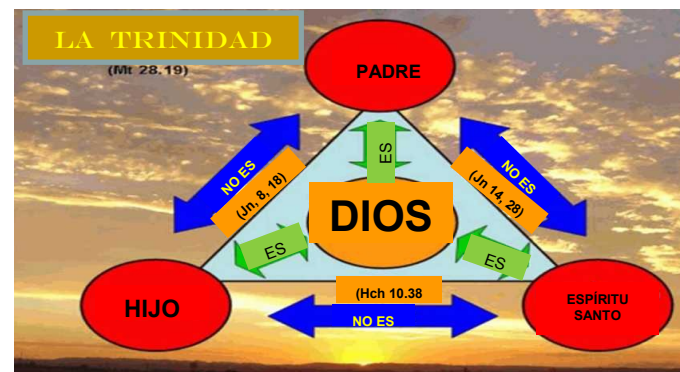 LA TRINIDAD
(Mt 28.19)
PADRE
ES
NO ES
(Jn, 8, 18)
NO ES
(Jn 14, 28)
DIOS
ES
ES
HIJO
(Hch 10.38
NO ES
ESPÍRITU
SANTO